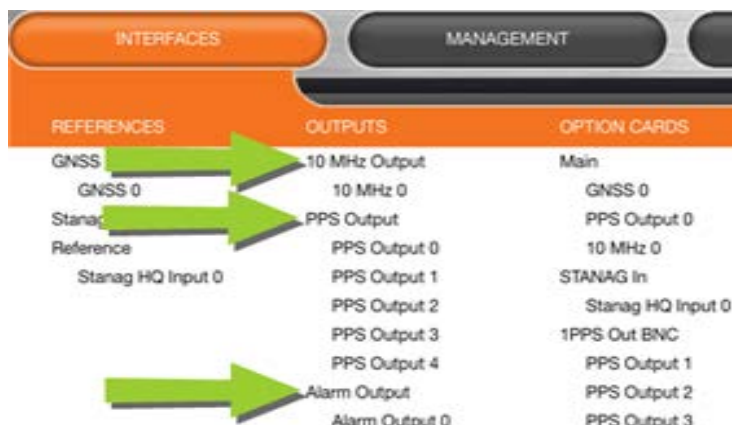 INTERFACES
MANAGEMENT
REFERENCES
GNSS
GNSS 0
Stanag
Reference
Stanag HQ Input 0
OUTPUTS
10 MHz Output
10 MHz 0
PPS Output
PPS Output 0
PPS Output 1
PPS Output 2
PPS Output 3
PPS Output 4
Alarm Output
Alarm Output 0
OPTION CARDS
Main
GNSS 0
PPS Output 0
10 MHz 0
STANAG In
Stanag HQ Input 0
1PPS Out BNC
PPS Output 1
PPS Output 2
PPS Output 3